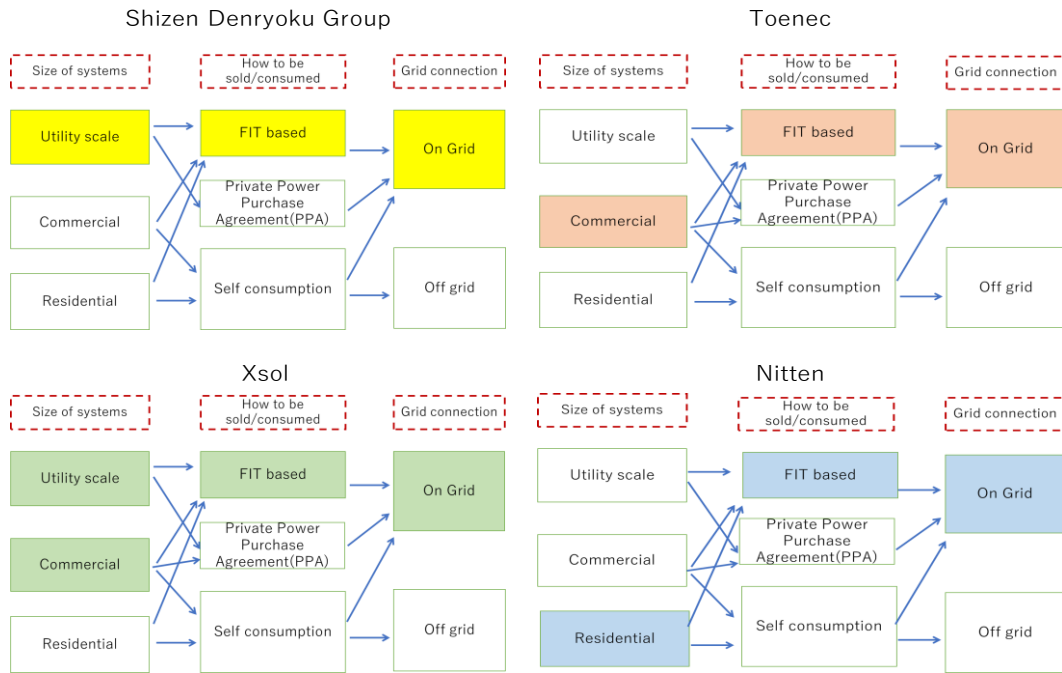 Shizen Denryoku Group
Size of systems
How to be
sold/consumed
Grid connection
Utility scale
FIT based
On Grid
Commercial
Private Power
Purchase
Agreement(PPA)
Residential
Self consumption
Off grid
Toenec
Size of systems
How to be
sold/consumed
Grid connection
Utility scale
FIT based
On Grid
Commercial
Private Power
Purchase
Agreement(PPA)
Residential
Self consumption
Off grid
Xsol
Size of systems
How to be
sold/consumed
Grid connection
Utility scale
FIT based
On Grid
Commercial
Private Power
Purchase
Agreement(PPA)
Residential
Self consumption
Off grid
Nitten
Size of systems
How to be
sold/consumed
Grid connection
Utility scale
FIT based
On Grid
Commercial
Private Power
Purchase
Agreement(PPA)
Residential
Self consumption
Off grid